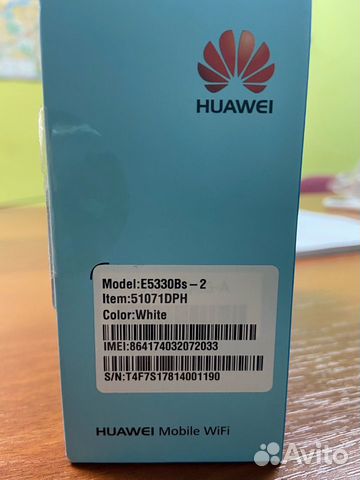 HUAWEI
Model:E5330Bs-2
Item:51071DPH
Color:White
IMEI:864174032072033
S/N:T4F7S17814001190
HUAWEI Mobile WiFi
Avito